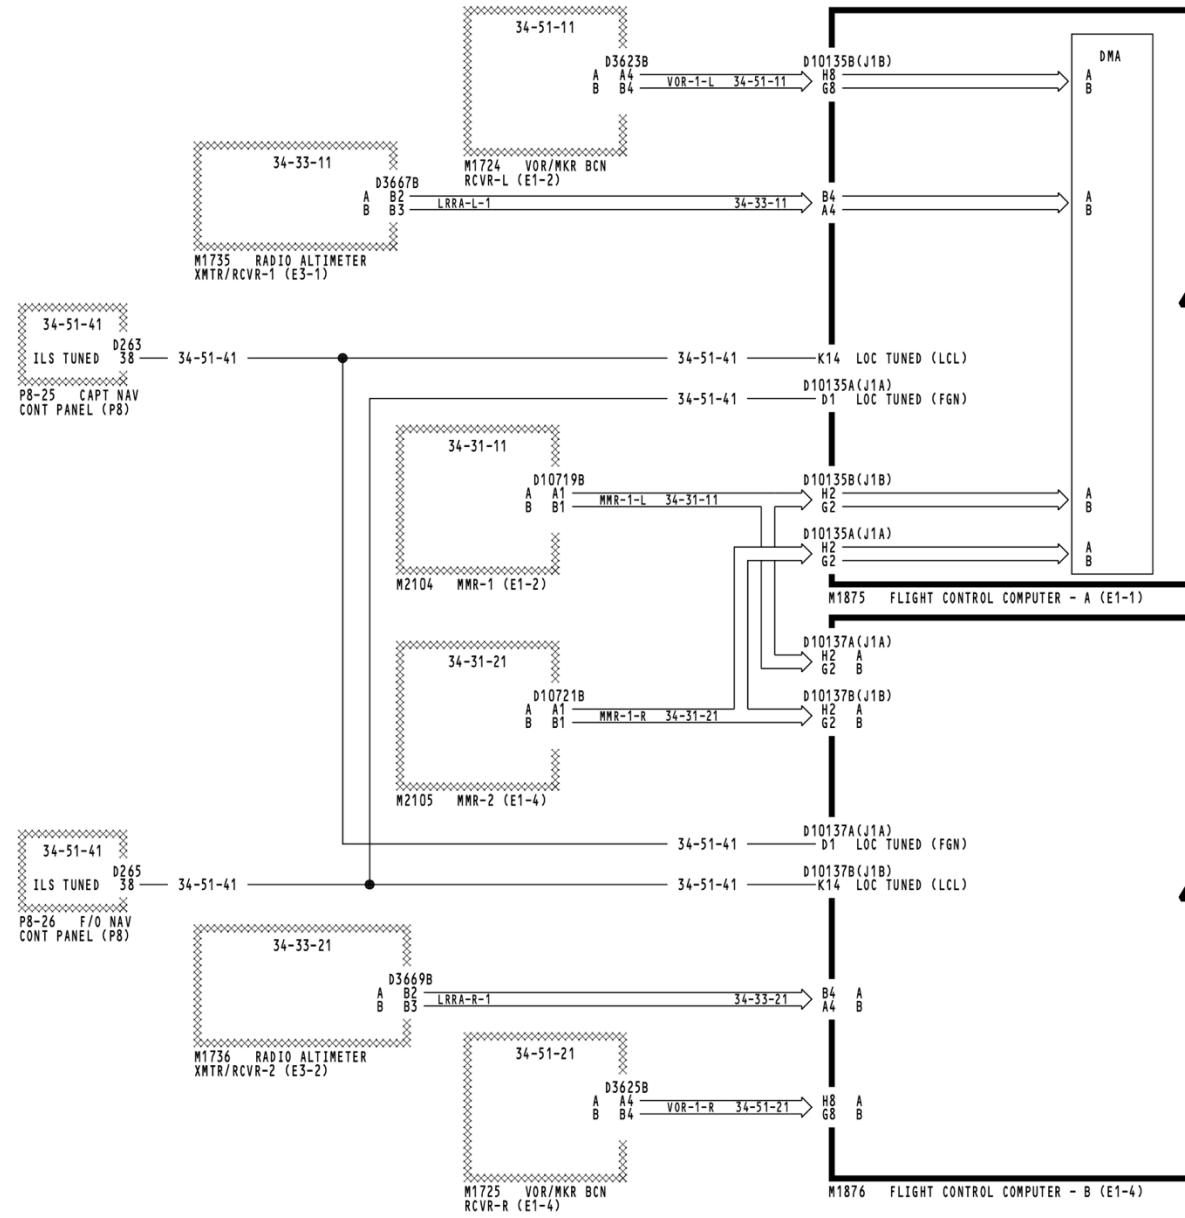 34-51-11
D3623B
A A4
B B4
VOR-1-L 34-51-11
D10135B(J1B)
H8
G8
DMA
A
B
M1724 VOR/MKR BCN
RCVR-L (E1-2)
34-33-11
D3667B
A B2
B B3
LRRA-L-1 34-33-11
B4
A4
A
B
M1735 RADIO ALTIMETER
XMTR/RCVR-1 (E3-1)
34-51-41
D263
ILS TUNED 38
34-51-41
34-51-41
K14 LOC TUNED (LCL)
P8-25 CAPT NAV
CONT PANEL (P8)
D10135A(J1A)
34-51-41
D1 LOC TUNED (FGN)
34-31-11
D10719B
A A1
B B1
MMR-1-L 34-31-11
D10135B(J1B)
H2
G2
A
B
D10135A(J1A)
H2
G2
A
B
M2104 MMR-1 (E1-2)
M1875 FLIGHT CONTROL COMPUTER - A (E1-1)
D10137A(J1A)
H2 A
G2 B
34-31-21
D10721B
A A1
B B1
MMR-1-R 34-31-21
D10137B(J1B)
H2 A
G2 B
M2105 MMR-2 (E1-4)
D10137A(J1A)
34-51-41
D1 LOC TUNED (FGN)
34-51-41
D265
ILS TUNED 38
34-51-41
34-51-41
D10137B(J1B)
K14 LOC TUNED (LCL)
P8-26 F/O NAV
CONT PANEL (P8)
34-33-21
D3669B
A B2
B B3
LRRA-R-1 34-33-21
B4 A
A4 B
M1736 RADIO ALTIMETER
XMTR/RCVR-2 (E3-2)
34-51-21
D3625B
A A4
B B4
VOR-1-R 34-51-21
H8 A
G8 B
M1725 VOR/MKR BCN
RCVR-R (E1-4)
M1876 FLIGHT CONTROL COMPUTER - B (E1-4)